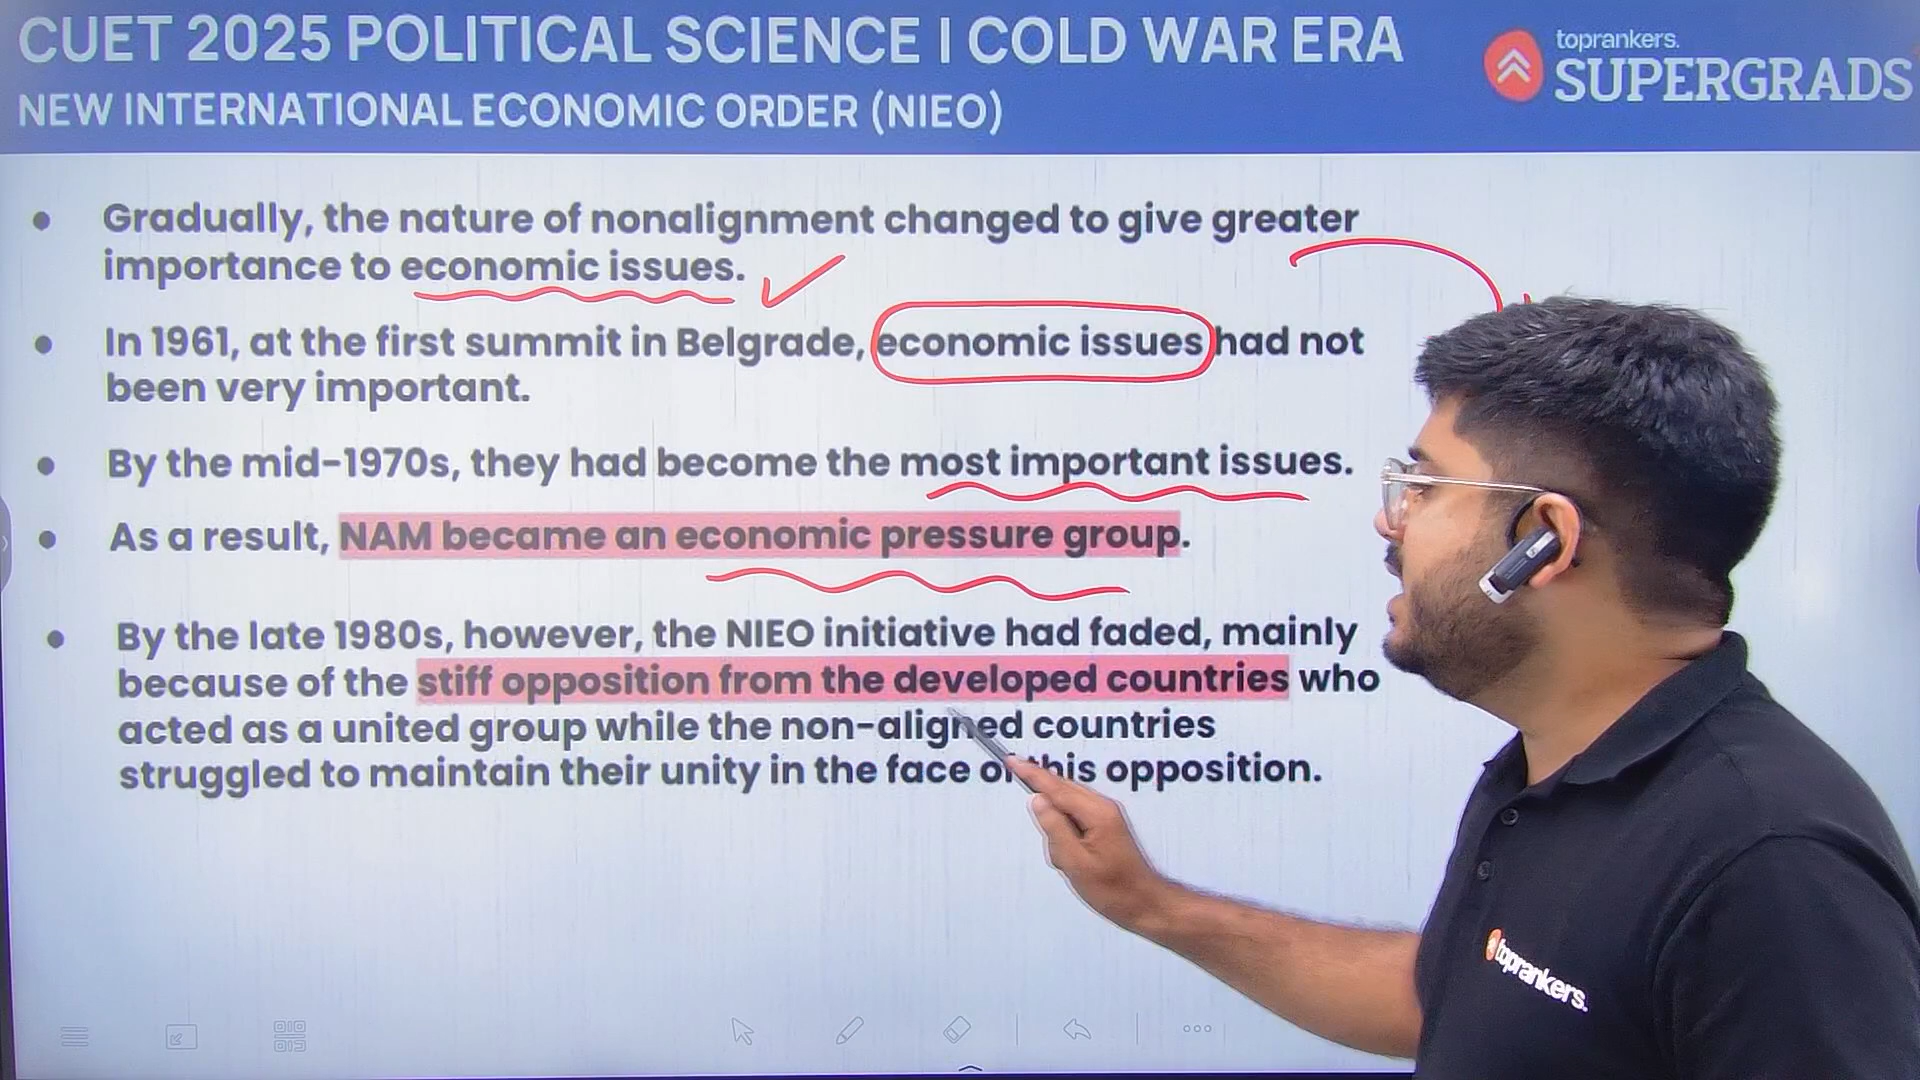 CUET 2025 POLITICAL SCIENCE I COLD WAR ERA
NEW INTERNATIONAL ECONOMIC ORDER (NIEO)
toprankers.
SUPERGRADS
• Gradually, the nature of nonalignment changed to give greater
importance to economic issues.
• In 1961, at the first summit in Belgrade, economic issues had not
been very important.
• By the mid-1970s, they had become the most important issues.
• As a result, NAM became an economic pressure group.
• By the late 1980s, however, the NIEO initiative had faded, mainly
because of the stiff opposition from the developed countries who
acted as a united group while the non-aligned countries
struggled to maintain their unity in the face of this opposition.
toprankers.